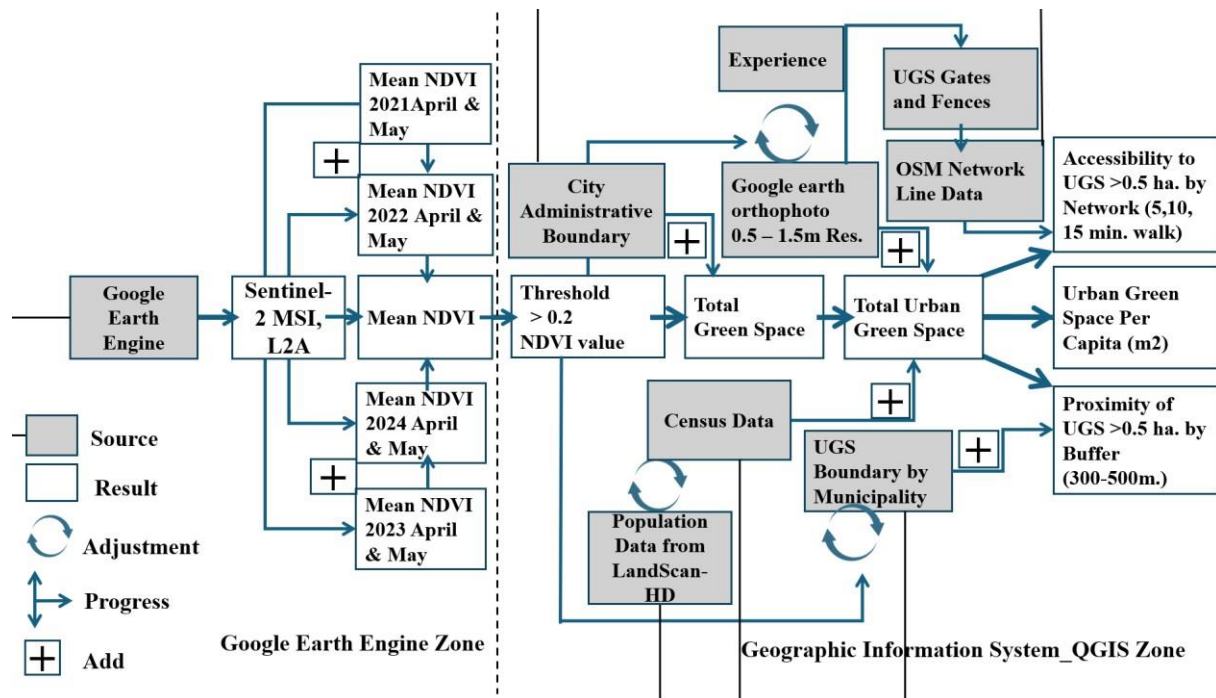 Mean NDVI
2021April &
May
Mean NDVI
2022 April &
May
Google
Earth
Engine
Sentinel-
2 MSI,
L2A
Mean NDVI
Mean NDVI
2024 April &
May
Mean NDVI
2023 April
& May
Source
Result
Adjustment
Progress
Add
Google Earth Engine Zone
Experience
UGS Gates
and Fences
City
Administrative
Boundary
Google earth
orthophoto
0.5 – 1.5m Res.
OSM Network
Line Data
Accessibility to
UGS >0.5 ha. by
Network (5,10,
15 min. walk)
Threshold
> 0.2
NDVI value
Total
Green Space
Total Urban
Green Space
Urban Green
Space Per
Capita (m2)
Census Data
UGS
Boundary by
Municipality
Proximity of
UGS >0.5 ha. by
Buffer
(300-500m.)
Population
Data from
LandScan-
HD
Geographic Information System_QGIS Zone